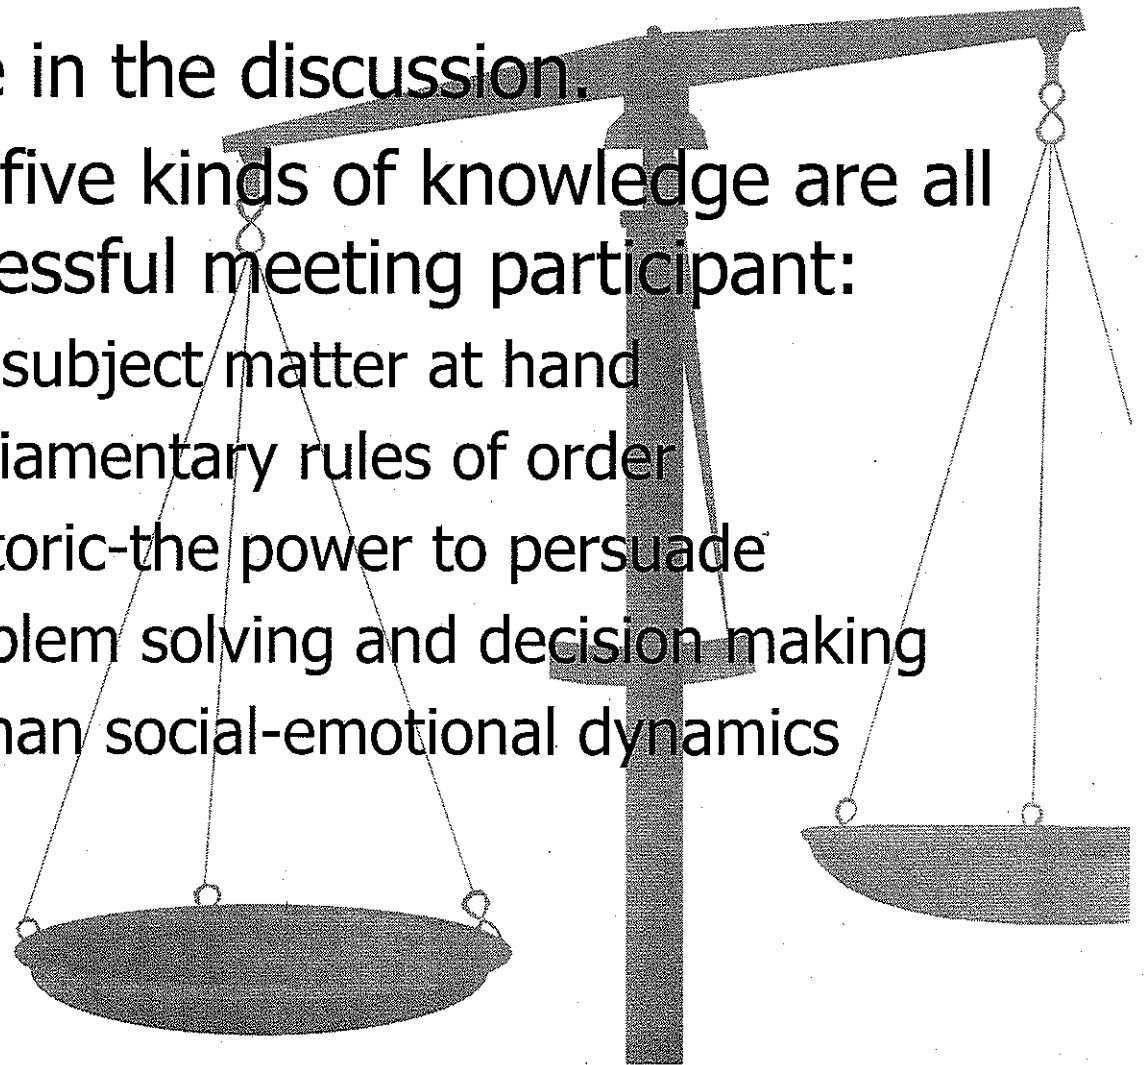 e in the discussion.
five kinds of knowledge are all
essful meeting participant:
subject matter at hand
iamentary rules of order
toric-the power to persuade
blem solving and decision making
nan social-emotional dynamics